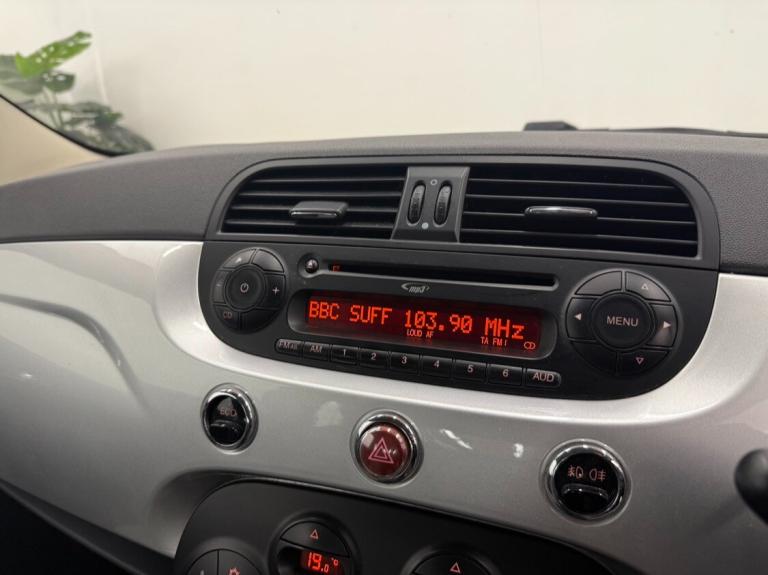 mp3
CD
BBC SUFF 103.90 MHz
LOUD AF TA FM1
MENU
FM AS AM 1 2 3 4 5 6 AUD
ECO
19.0 °C